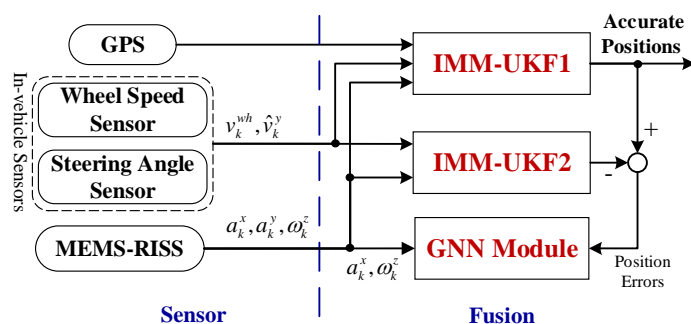 GPS
In-vehicle Sensors
Wheel Speed
Sensor
Steering Angle
Sensor
MEMS-RISS
v_k^{wh}, \hat{v}_k^y
a_k^x, a_k^y, ω_k^z
a_k^x, ω_k^z
IMM-UKF1
IMM-UKF2
GNN Module
Accurate
Positions
+
-
Position
Errors
Sensor
Fusion